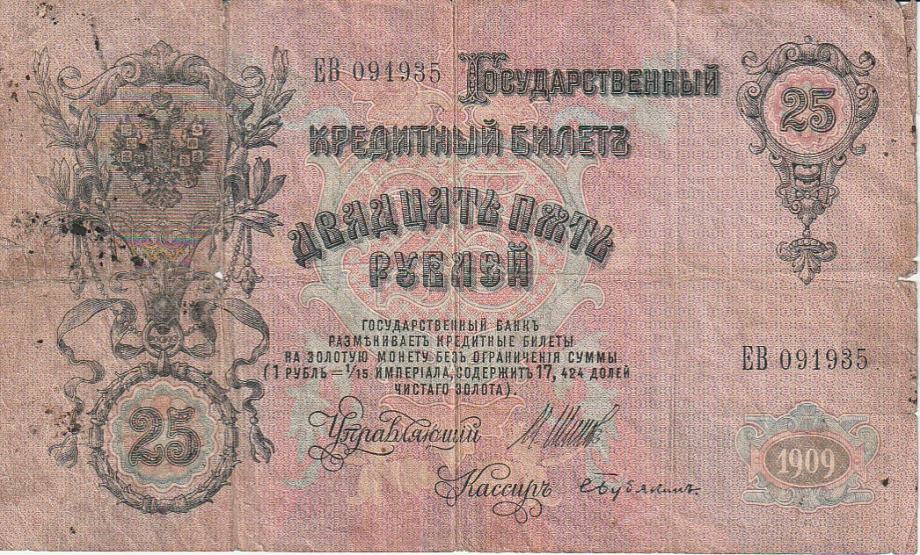 ЕВ 091935
Государственный
25
кредитный билетъ
Двадцать пять
рублей
Государственный банкъ
размѣниваетъ кредитные билеты
на золотую монету безъ ограниченія суммы
(1 рубль = 1/15 имперіала, содержитъ 17,424 долей
чистаго золота).
ЕВ 091935
25
Управляющий
Кассиръ
1909